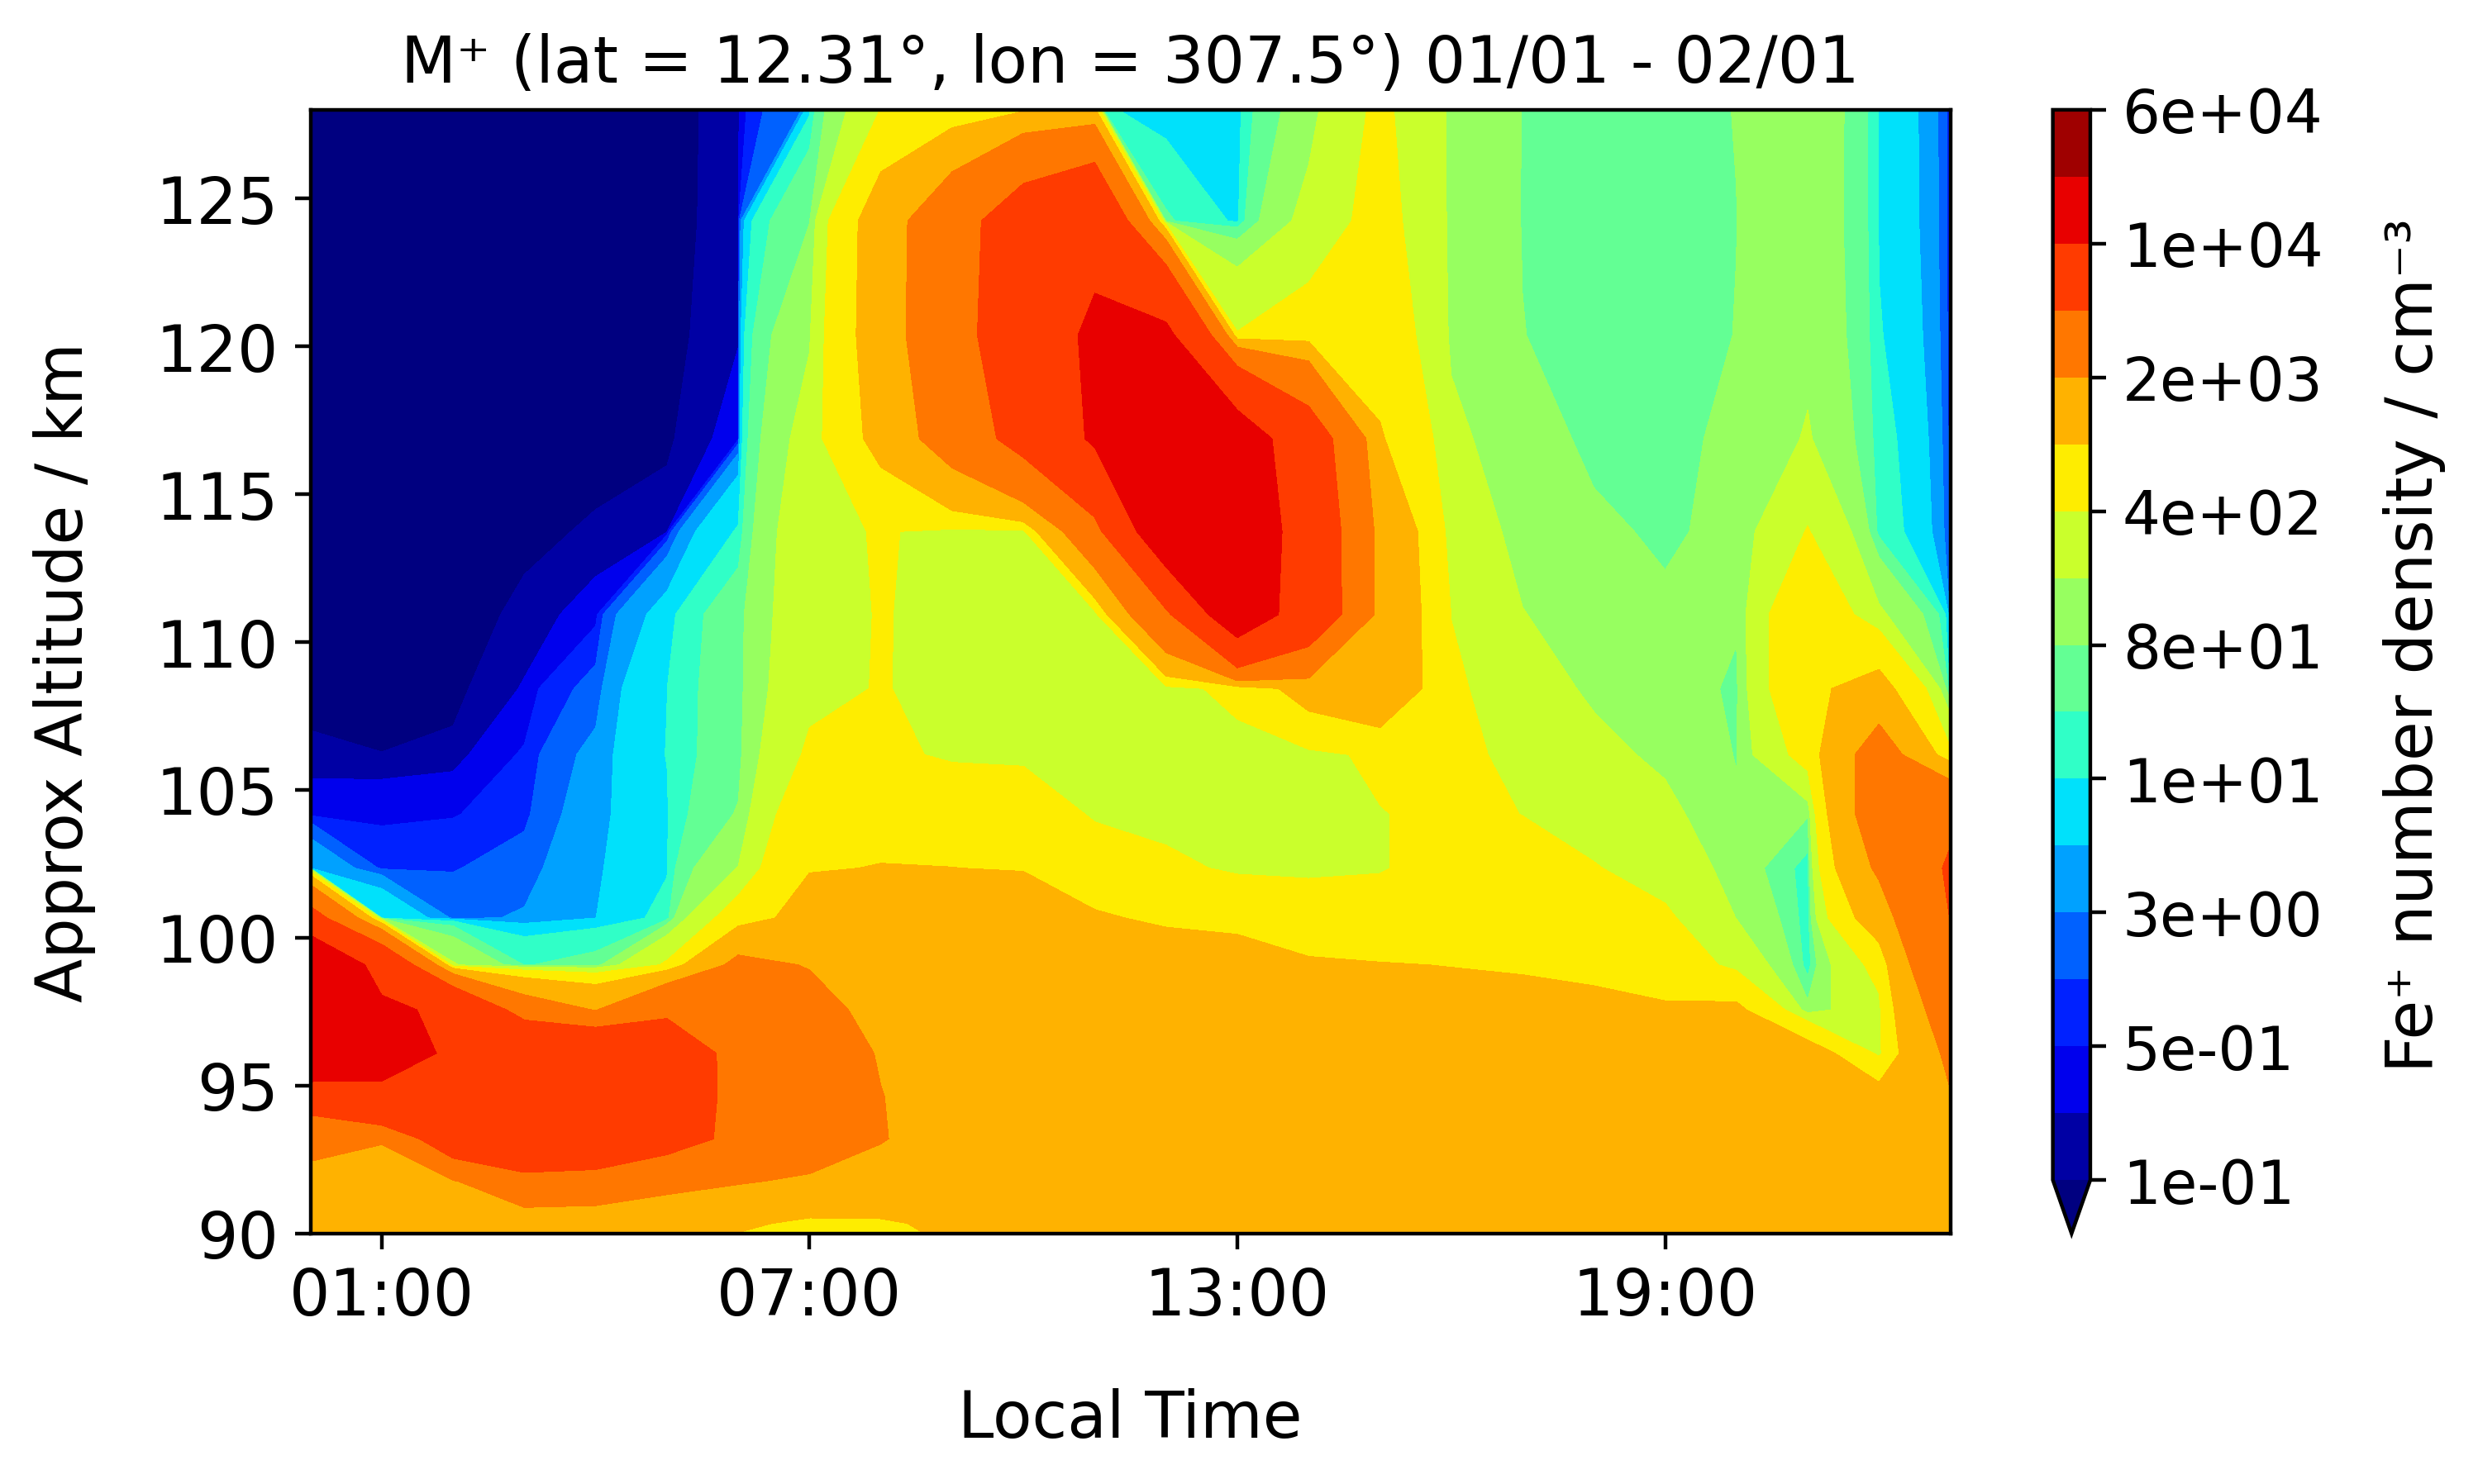 M⁺ (lat = 12.31°, lon = 307.5°) 01/01 - 02/01
Approx Altitude / km
125
120
115
110
105
100
95
90
01:00
07:00
13:00
19:00
Local Time
6e+04
1e+04
2e+03
4e+02
8e+01
1e+01
3e+00
5e-01
1e-01
Fe⁺ number density / cm⁻³